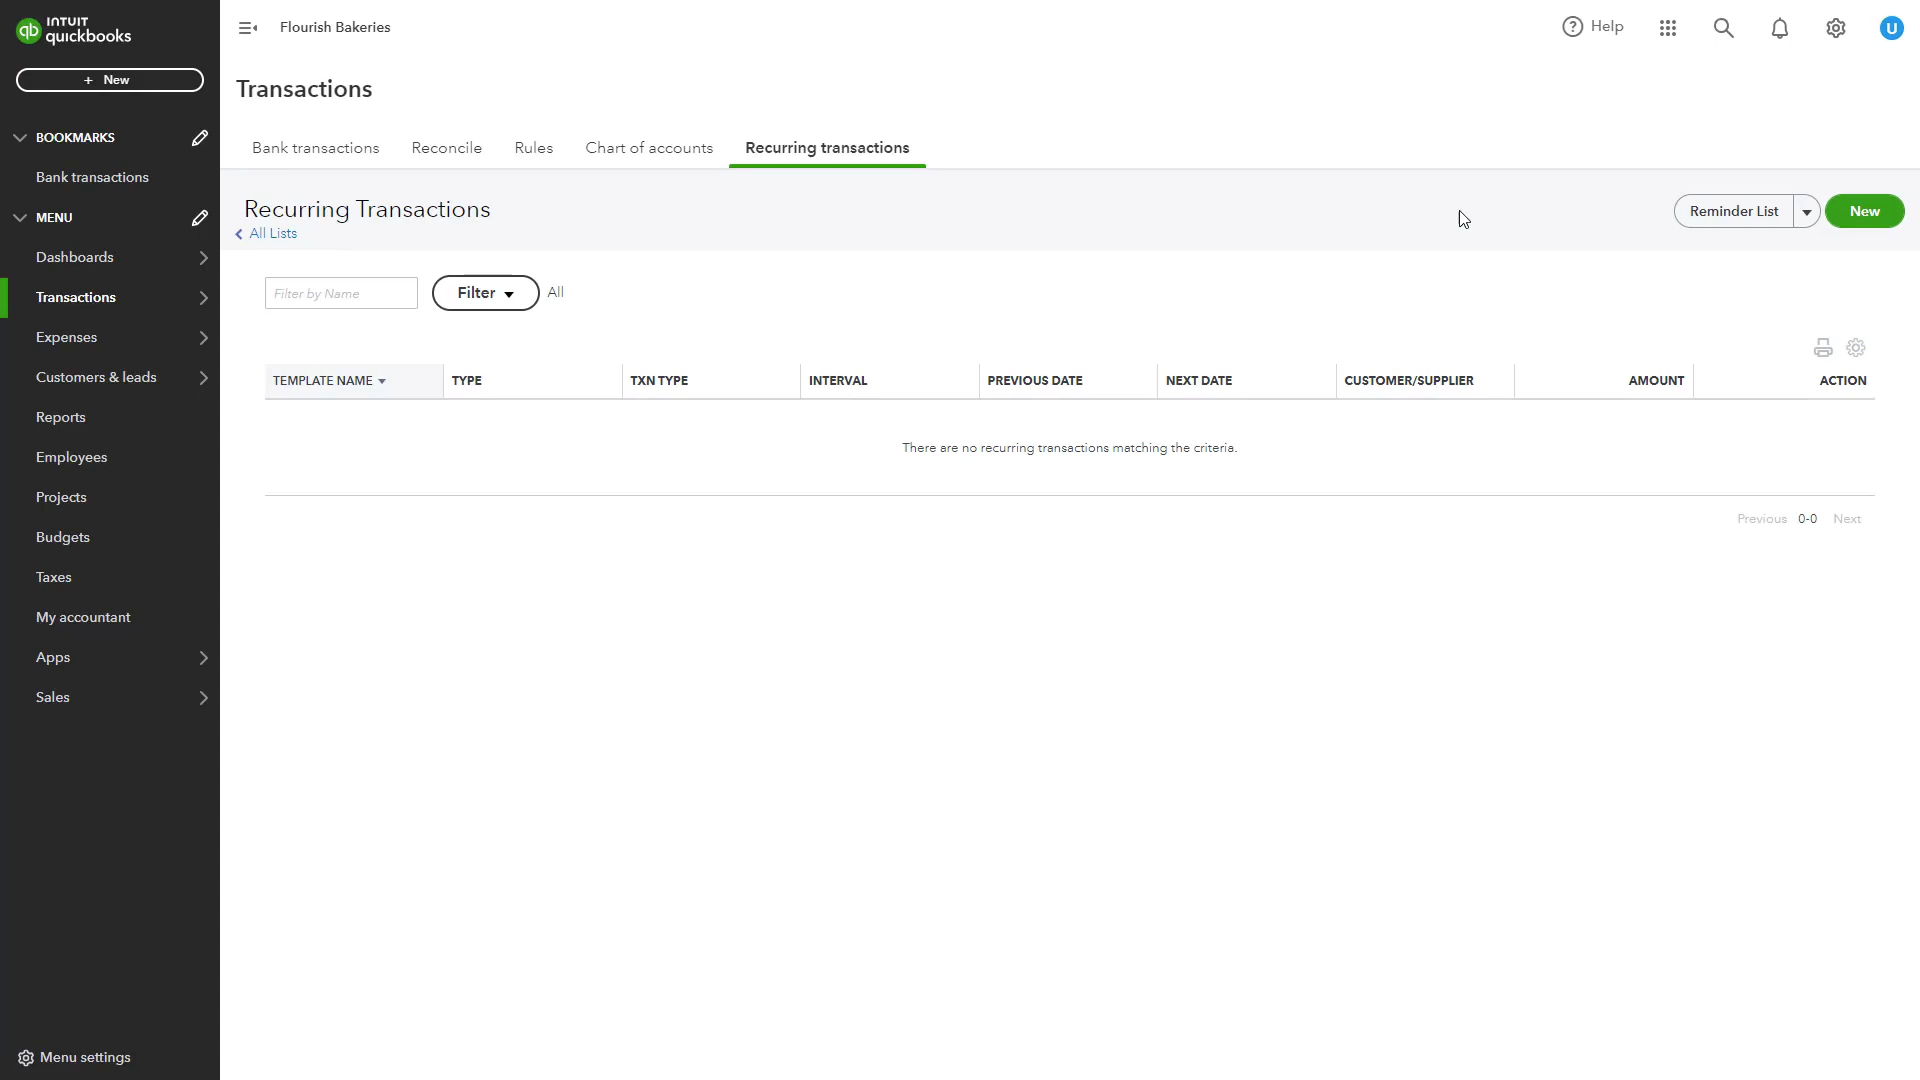 INTUIT
quickbooks
+ New
BOOKMARKS
Bank transactions
MENU
Dashboards
Transactions
Expenses
Customers & leads
Reports
Employees
Projects
Budgets
Taxes
My accountant
Apps
Sales
Menu settings
Flourish Bakeries
Help
U
Transactions
Bank transactions Reconcile Rules Chart of accounts Recurring transactions
Recurring Transactions
All Lists
Reminder List New
Filter by Name Filter All
TEMPLATE NAME TYPE TXN TYPE INTERVAL PREVIOUS DATE NEXT DATE CUSTOMER/SUPPLIER AMOUNT ACTION
There are no recurring transactions matching the criteria.
Previous 0-0 Next